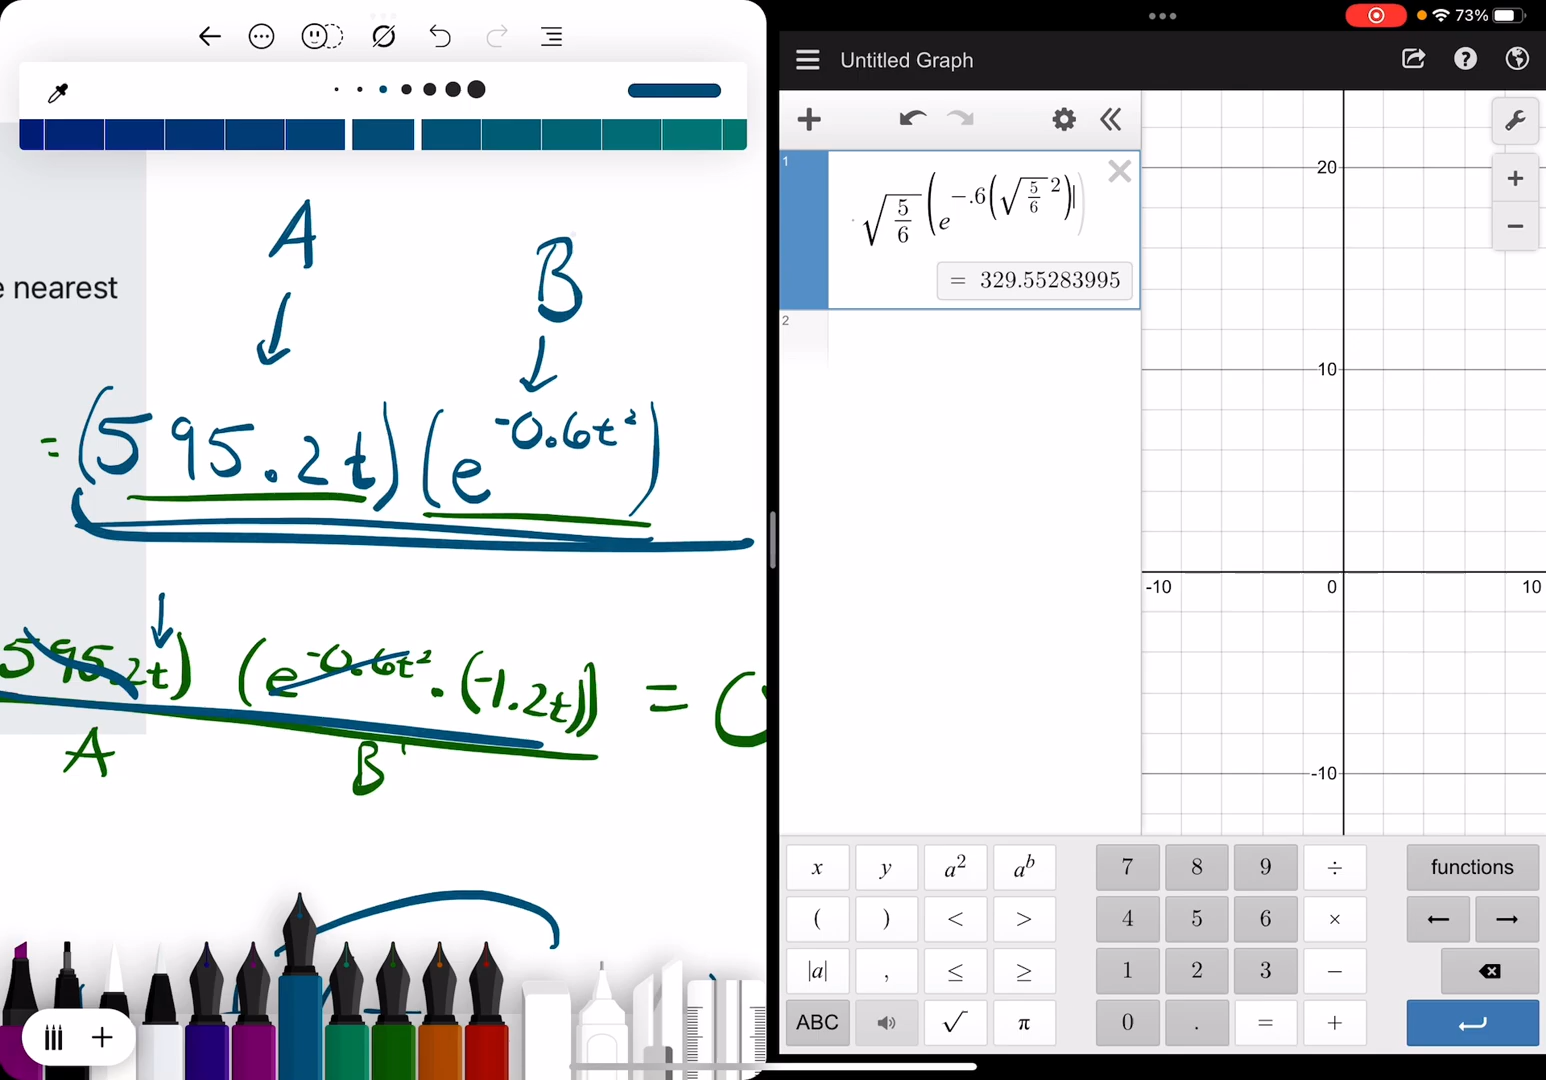 73%
Untitled Graph
1
√5/6 (e^-.6(√5/6 ²))
= 329.55283995
2
20
10
-10
0
10
-10
e nearest
A
B
= (595.2t)(e^-0.6t²)
595.2t) (e^-0.6t² · (-1.2t)) = 0
A
B'
x y a² a^b 7 8 9 ÷ functions
( ) < > 4 5 6 × ← →
|a| , ≤ ≥ 1 2 3 −
ABC √ π 0 . = +